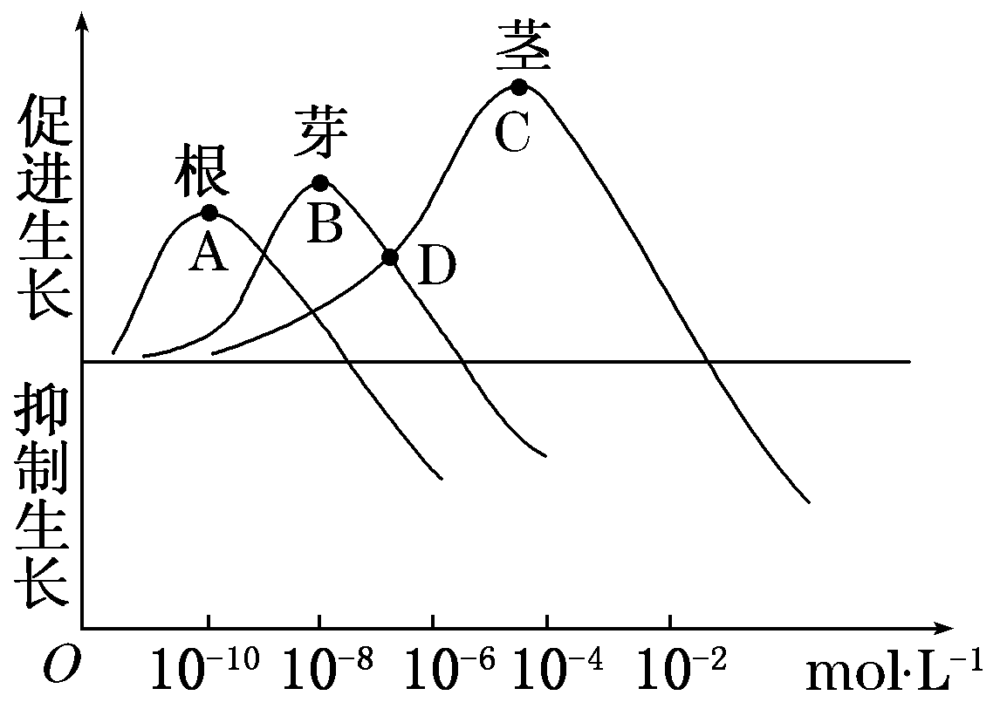 促进生长
抑制生长
根
芽
茎
A
B
C
D
O
10⁻¹⁰
10⁻⁸
10⁻⁶
10⁻⁴
10⁻²
mol·L⁻¹